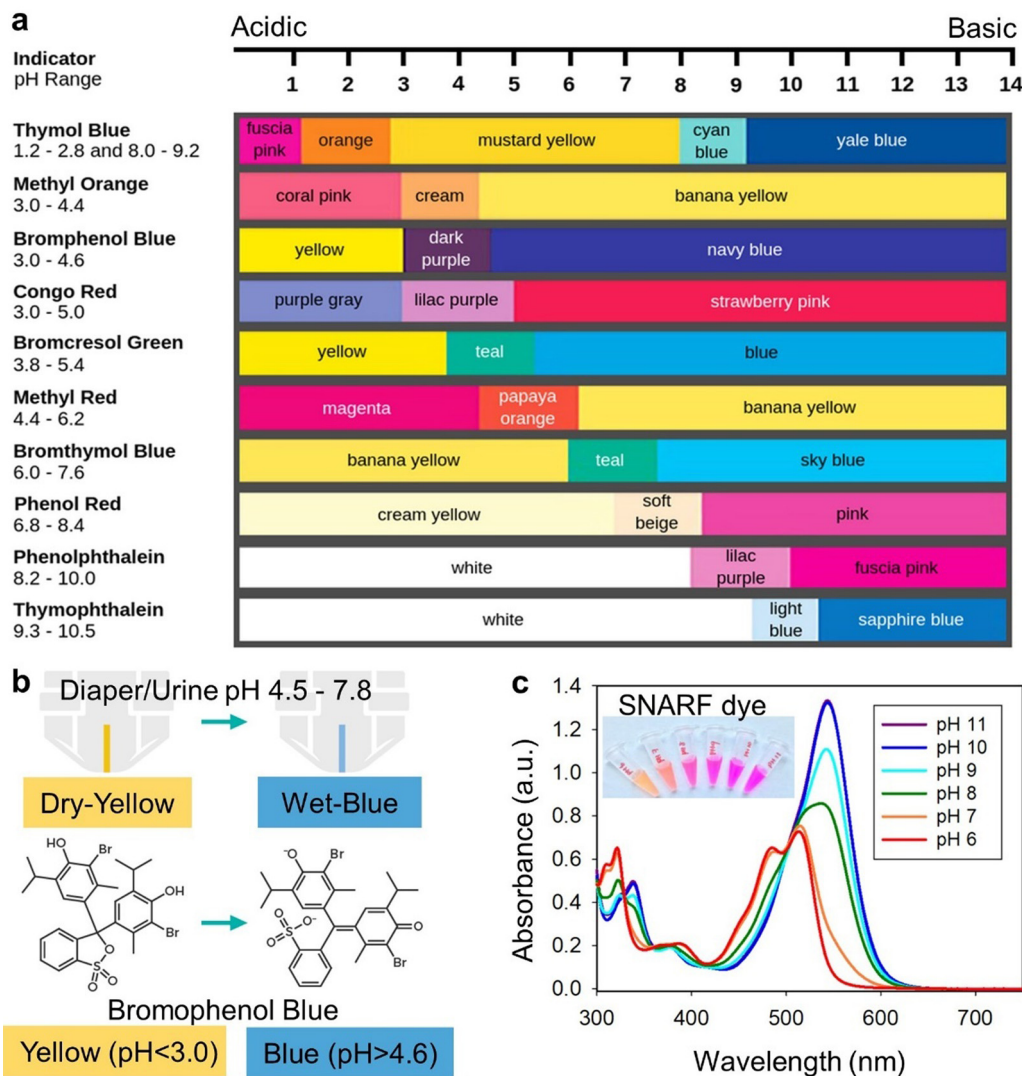 a
Acidic
Basic
Indicator
pH Range
1 2 3 4 5 6 7 8 9 10 11 12 13 14
Thymol Blue
1.2 - 2.8 and 8.0 - 9.2
fuscia
pink
orange
mustard yellow
cyan
blue
yale blue
Methyl Orange
3.0 - 4.4
coral pink
cream
banana yellow
Bromphenol Blue
3.0 - 4.6
yellow
dark
purple
navy blue
Congo Red
3.0 - 5.0
purple gray
lilac purple
strawberry pink
Bromcresol Green
3.8 - 5.4
yellow
teal
blue
Methyl Red
4.4 - 6.2
magenta
papaya
orange
banana yellow
Bromthymol Blue
6.0 - 7.6
banana yellow
teal
sky blue
Phenol Red
6.8 - 8.4
cream yellow
soft
beige
pink
Phenolphthalein
8.2 - 10.0
white
lilac
purple
fuscia pink
Thymophthalein
9.3 - 10.5
white
light
blue
sapphire blue
b
Diaper/Urine pH 4.5 - 7.8
Dry-Yellow
Wet-Blue
HO
Br
OH
Br
O
S
O
O
O-
Br
O
S
O-
O
O
Br
Bromophenol Blue
Yellow (pH<3.0)
Blue (pH>4.6)
c
SNARF dye
pH 11
pH 10
pH 9
pH 8
pH 7
pH 6
Absorbance (a.u.)
1.4
1.2
1.0
0.8
0.6
0.4
0.2
0.0
300 400 500 600 700
Wavelength (nm)